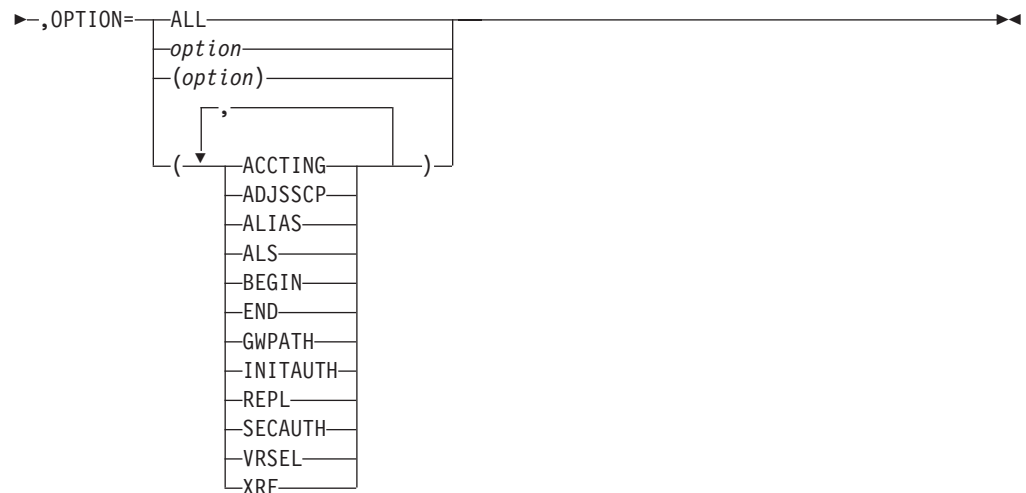 ,OPTION=
ALL
option
(option)
,
(
ACCTING
)
ADJSSCP
ALIAS
ALS
BEGIN
END
GWPATH
INITAUTH
REPL
SECAUTH
VRSEL
XRF